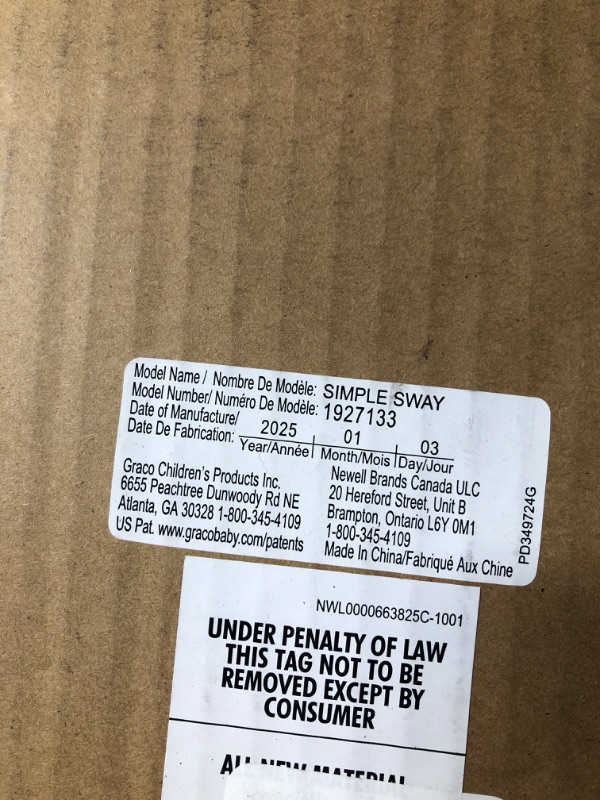 Model Name / Nombre De Modèle: SIMPLE SWAY
Model Number/ Numéro De Modèle: 1927133
Date of Manufacture/
Date De Fabrication: 2025 01 03
Year/Année Month/Mois Day/Jour
Graco Children's Products Inc.
6655 Peachtree Dunwoody Rd NE
Atlanta, GA 30328 1-800-345-4109
US Pat. www.gracobaby.com/patents
Newell Brands Canada ULC
20 Hereford Street, Unit B
Brampton, Ontario L6Y 0M1
1-800-345-4109
Made In China/Fabriqué Aux Chine
PD349724G
NWL0000663825C-1001
UNDER PENALTY OF LAW
THIS TAG NOT TO BE
REMOVED EXCEPT BY
CONSUMER
ALL NEW MATERIAL